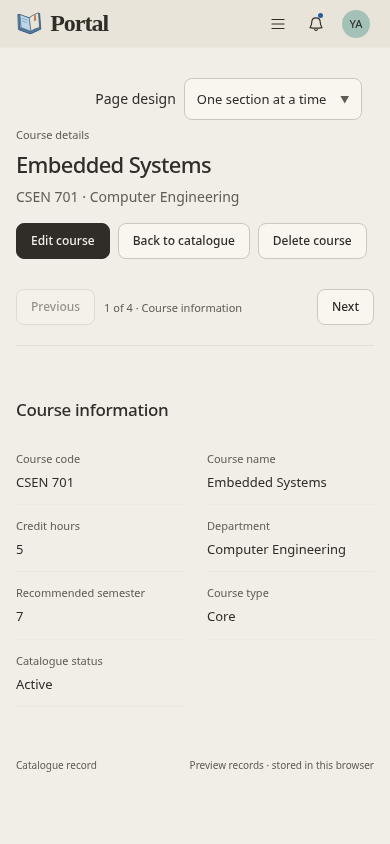 Portal
YA
Page design
One section at a time
Course details
Embedded Systems
CSEN 701 · Computer Engineering
Edit course
Back to catalogue
Delete course
Previous
1 of 4 · Course information
Next
Course information
Course code
Course name
CSEN 701
Embedded Systems
Credit hours
Department
5
Computer Engineering
Recommended semester
Course type
7
Core
Catalogue status
Active
Catalogue record
Preview records · stored in this browser